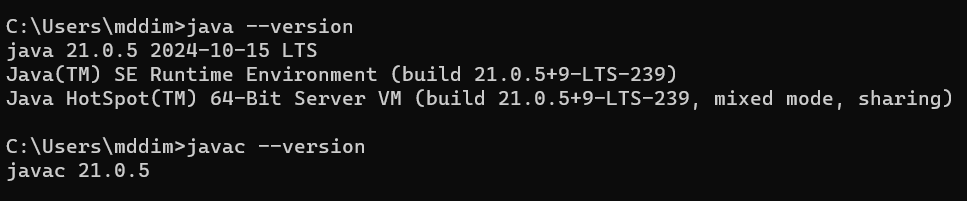 C:\Users\mddim>java --version
java 21.0.5 2024-10-15 LTS
Java(TM) SE Runtime Environment (build 21.0.5+9-LTS-239)
Java HotSpot(TM) 64-Bit Server VM (build 21.0.5+9-LTS-239, mixed mode, sharing)
C:\Users\mddim>javac --version
javac 21.0.5